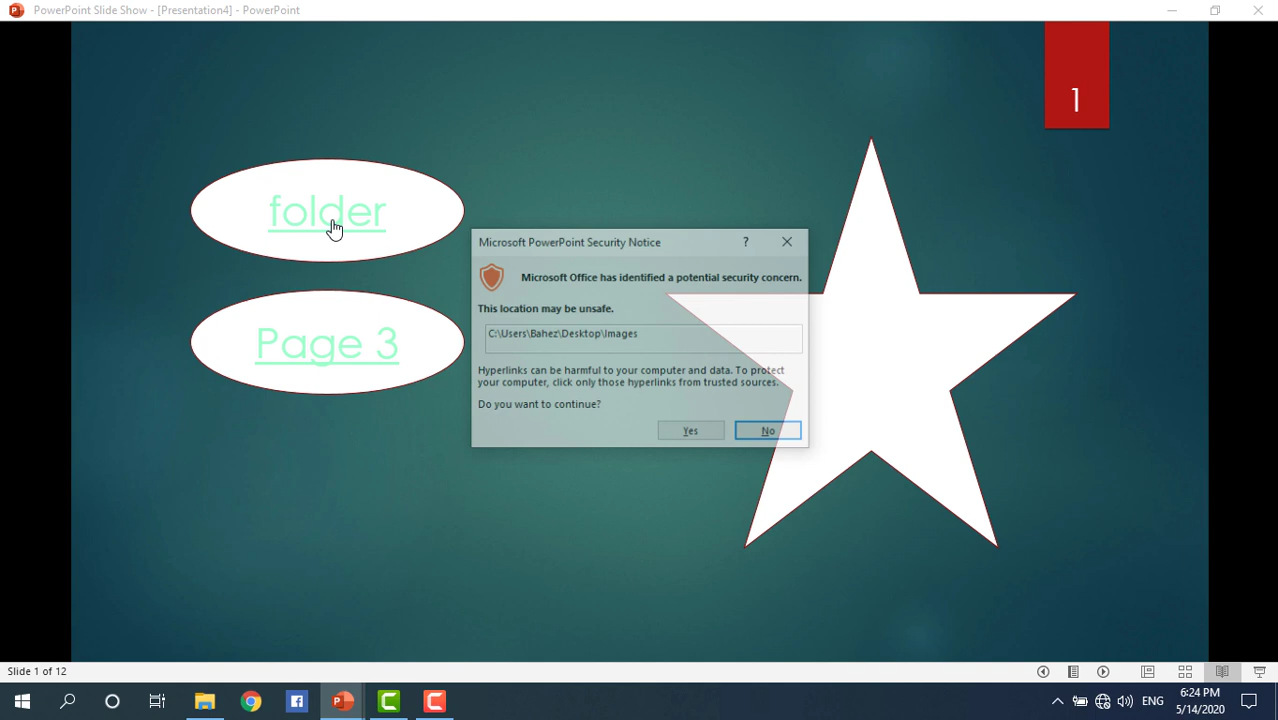 PowerPoint Slide Show - [Presentation4] - PowerPoint
1
folder
Page 3
Microsoft PowerPoint Security Notice
?
Microsoft Office has identified a potential security concern.
This location may be unsafe.
C:\Users\Bahez\Desktop\Images
Hyperlinks can be harmful to your computer and data. To protect
your computer, click only those hyperlinks from trusted sources.
Do you want to continue?
Yes No
Slide 1 of 12
ENG
6:24 PM
5/14/2020